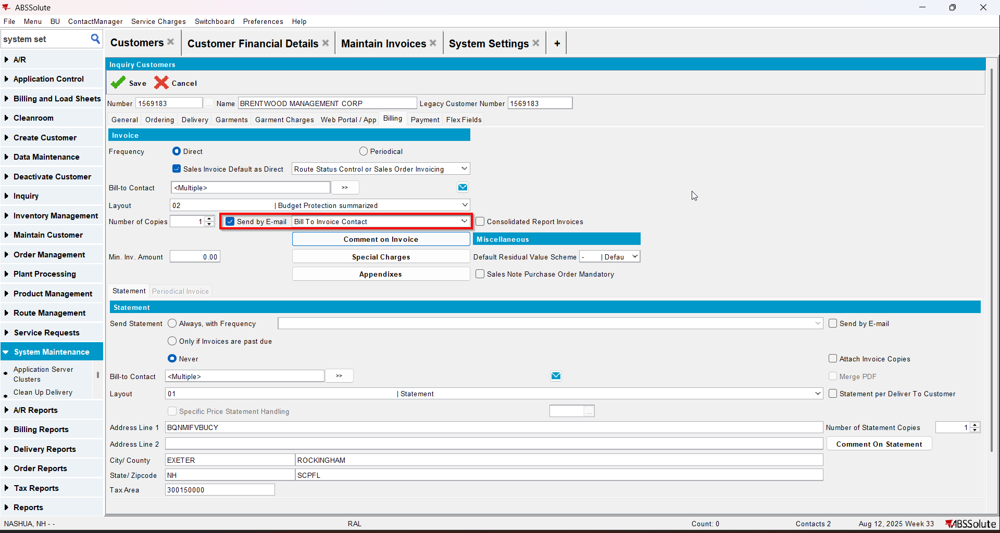 ABSSolute
File Menu BU ContactManager Service Charges Switchboard Preferences Help
system set
Customers Customer Financial Details Maintain Invoices System Settings +
A/R
Application Control
Billing and Load Sheets
Cleanroom
Create Customer
Data Maintenance
Deactivate Customer
Inquiry
Inventory Management
Maintain Customer
Order Management
Plant Processing
Product Management
Route Management
Service Requests
System Maintenance
Application Server
Clusters
Clean Up Delivery
A/R Reports
Billing Reports
Delivery Reports
Order Reports
Tax Reports
Reports
Inquiry Customers
Save Cancel
Number 1569183 ... Name BRENTWOOD MANAGEMENT CORP Legacy Customer Number 1569183
General Ordering Delivery Garments Garment Charges Web Portal / App Billing Payment Flex Fields
Invoice
Frequency Direct Periodical
Sales Invoice Default as Direct Route Status Control or Sales Order Invoicing
Bill-to Contact <Multiple> >>
Layout 02 | Budget Protection summarized
Number of Copies 1 Send by E-mail Bill To Invoice Contact Consolidated Report Invoices
Comment on Invoice Miscellaneous
Min. Inv. Amount 0.00 Special Charges Default Residual Value Scheme - | Defau
Appendixes Sales Note Purchase Order Mandatory
Statement Periodical Invoice
Statement
Send Statement Always, with Frequency Send by E-mail
Only if Invoices are past due
Never Attach Invoice Copies
Bill-to Contact <Multiple> >> Merge PDF
Layout 01 | Statement Statement per Deliver To Customer
Specific Price Statement Handling ...
Address Line 1 BQNMIFVBUCY Number of Statement Copies 1
Address Line 2 Comment On Statement
City/ County EXETER ROCKINGHAM
State/ Zipcode NH SCPFL
Tax Area 300150000
NASHUA, NH - - RAL Count: 0 Contacts 2 Aug 12, 2025 Week 33 ABSSolute